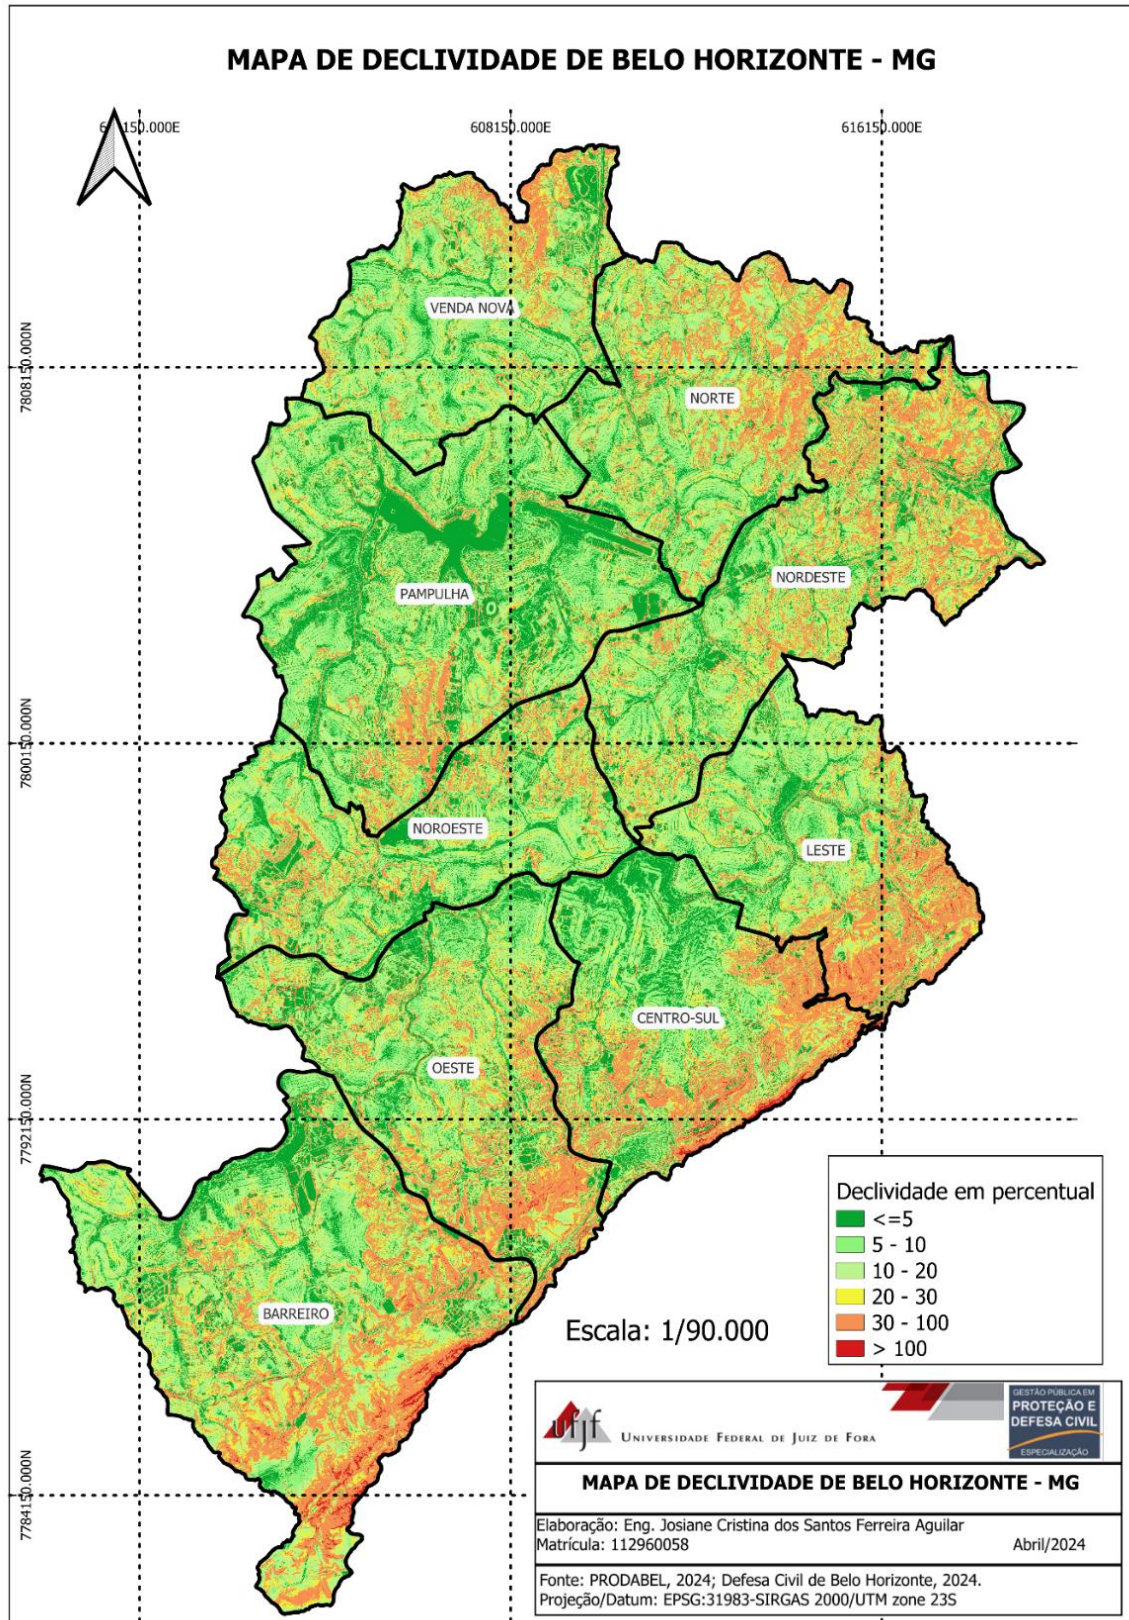 MAPA DE DECLIVIDADE DE BELO HORIZONTE - MG
150.000E
608150.000E
616150.000E
7808150.000N
7800150.000N
7792150.000N
7784150.000N
VENDA NOVA
NORTE
NORDESTE
PAMPULHA
NOROESTE
LESTE
CENTRO-SUL
OESTE
BARREIRO
Declividade em percentual
<=5
5 - 10
10 - 20
20 - 30
30 - 100
> 100
Escala: 1/90.000
ufjf UNIVERSIDADE FEDERAL DE JUIZ DE FORA
GESTÃO PÚBLICA EM
PROTEÇÃO E
DEFESA CIVIL
ESPECIALIZAÇÃO
MAPA DE DECLIVIDADE DE BELO HORIZONTE - MG
Elaboração: Eng. Josiane Cristina dos Santos Ferreira Aguilar
Matrícula: 112960058 Abril/2024
Fonte: PRODABEL, 2024; Defesa Civil de Belo Horizonte, 2024.
Projeção/Datum: EPSG:31983-SIRGAS 2000/UTM zone 23S